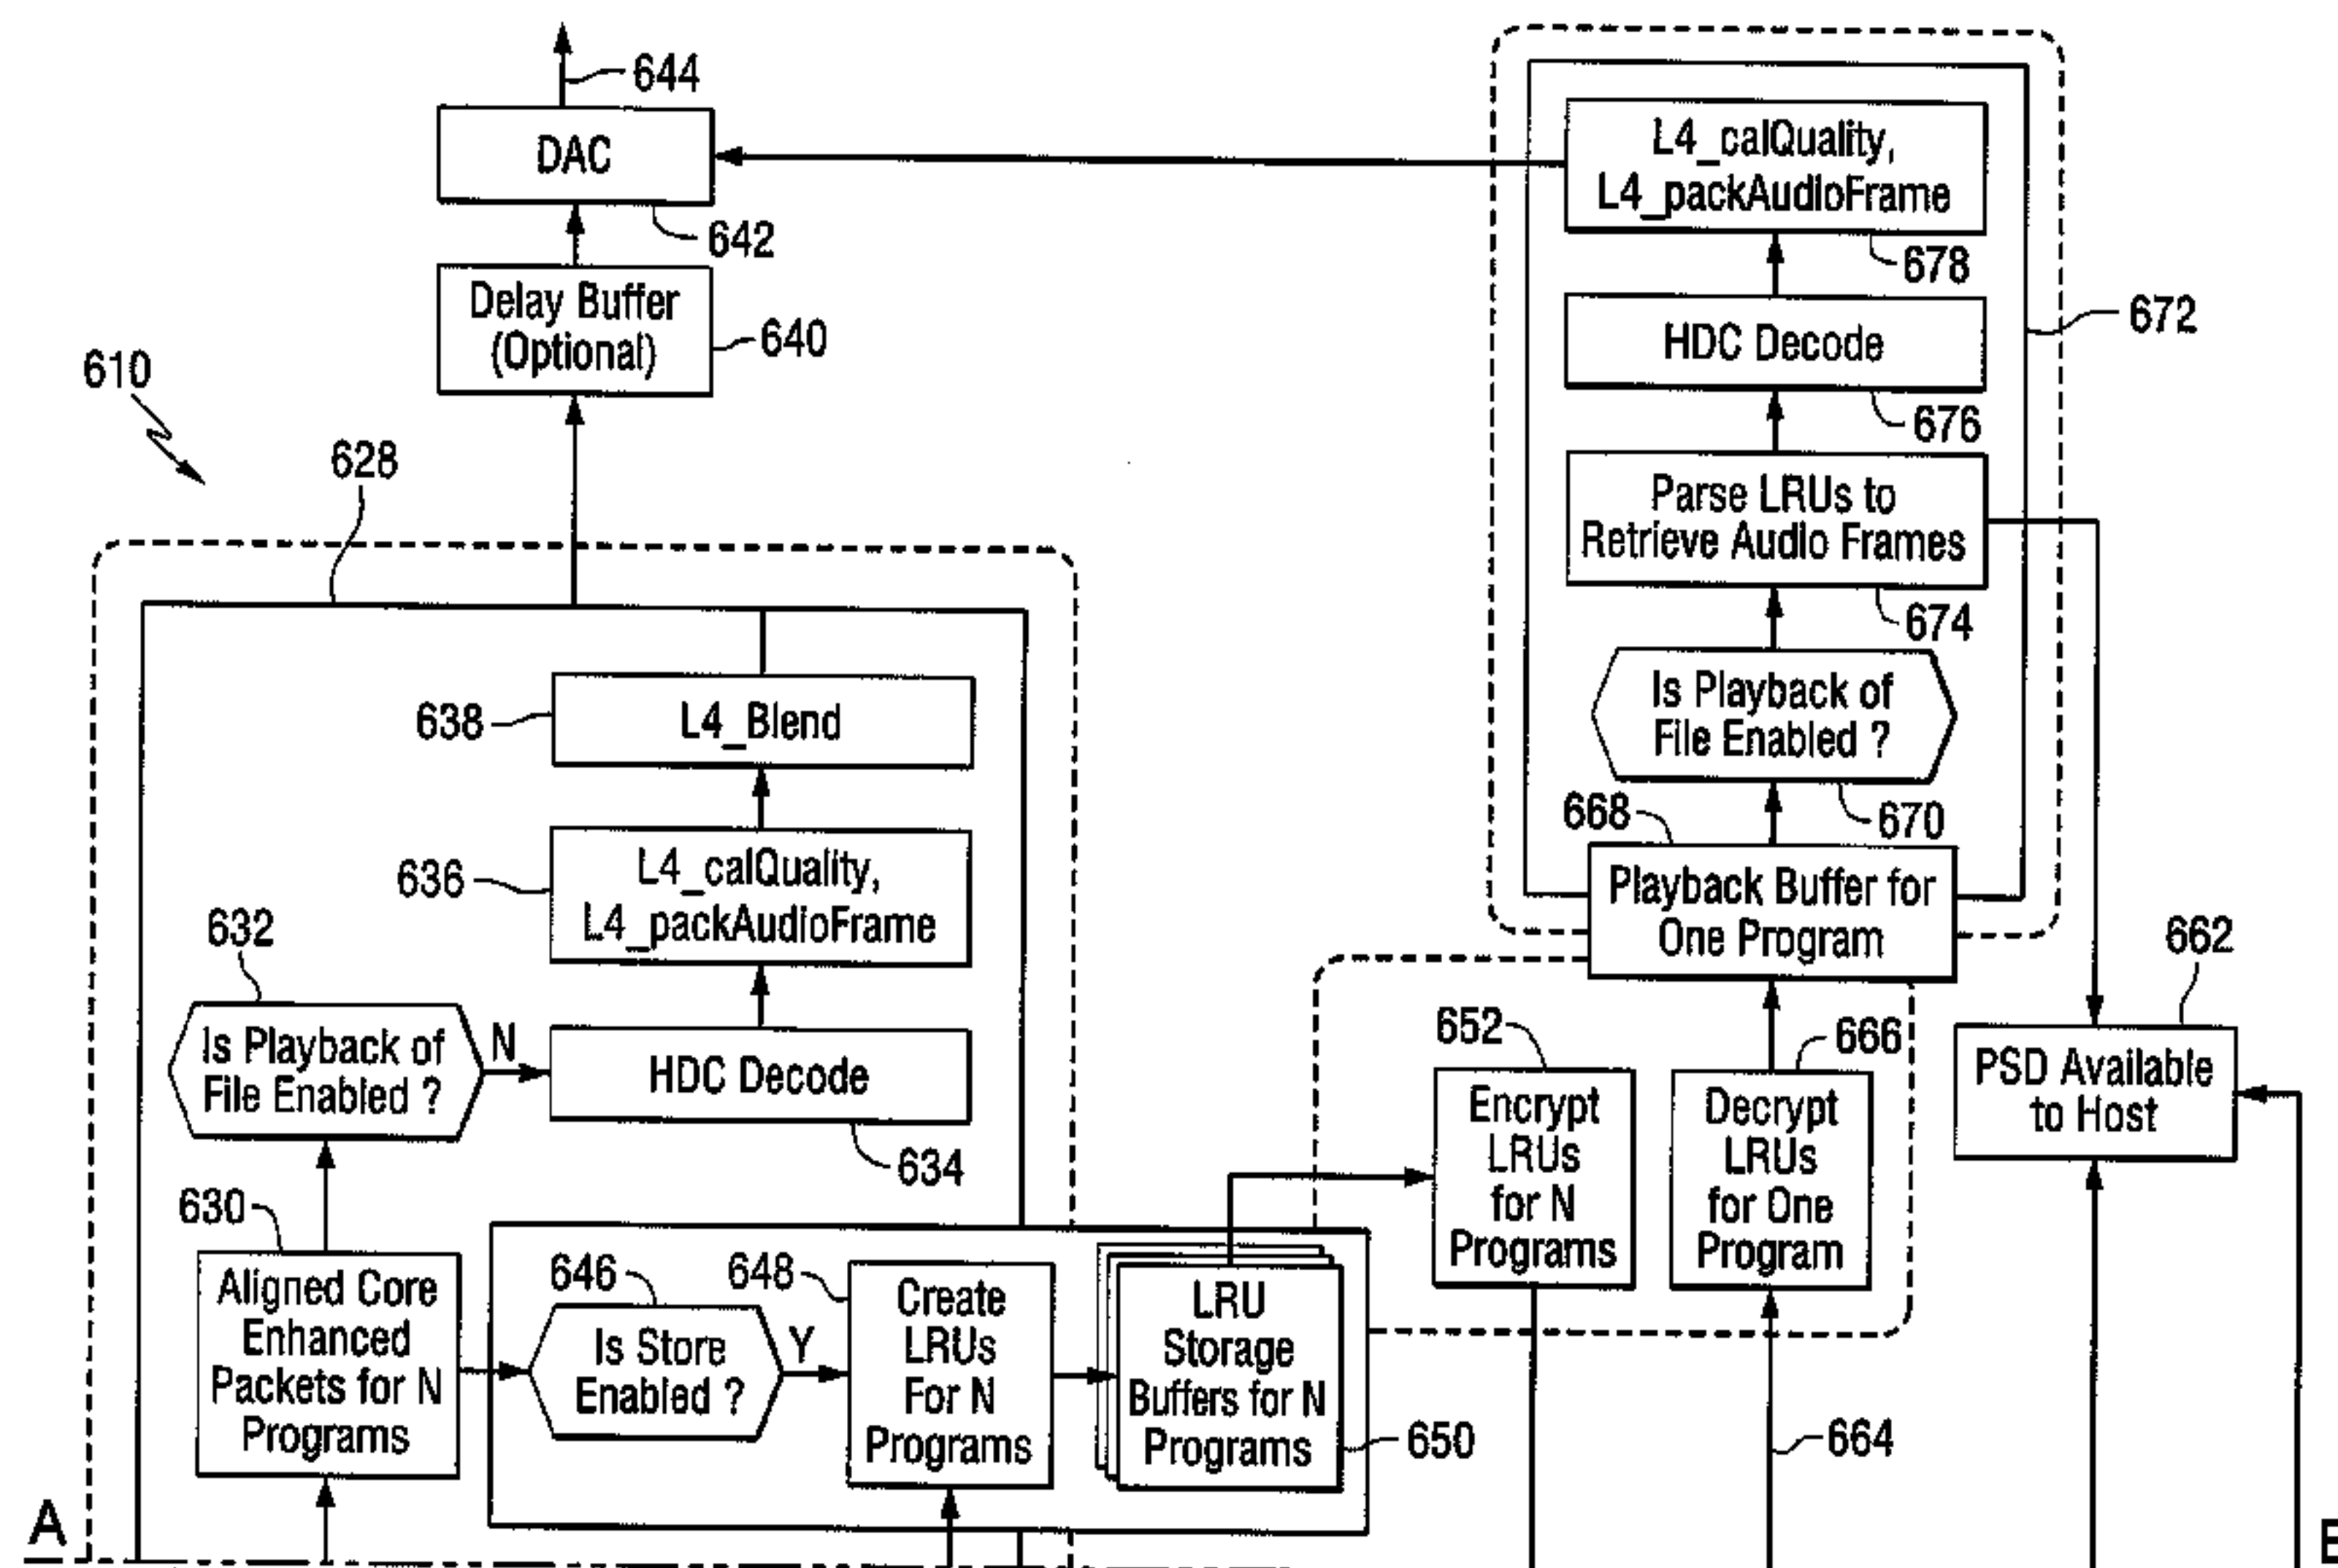 644
DAC
642
Delay Buffer
(Optional)
640
610
628
638
L4_Blend
636
L4_calQuality,
L4_packAudioFrame
632
Is Playback of
File Enabled ?
N
HDC Decode
634
630
Aligned Core
Enhanced
Packets for N
Programs
646
Is Store
Enabled ?
Y
648
Create
LRUs
For N
Programs
LRU
Storage
Buffers for N
Programs
650
652
Encrypt
LRUs
for N
Programs
666
Decrypt
LRUs
for One
Program
664
L4_calQuality,
L4_packAudioFrame
678
HDC Decode
676
672
Parse LRUs to
Retrieve Audio Frames
674
Is Playback of
File Enabled ?
670
668
Playback Buffer for
One Program
662
PSD Available
to Host
A